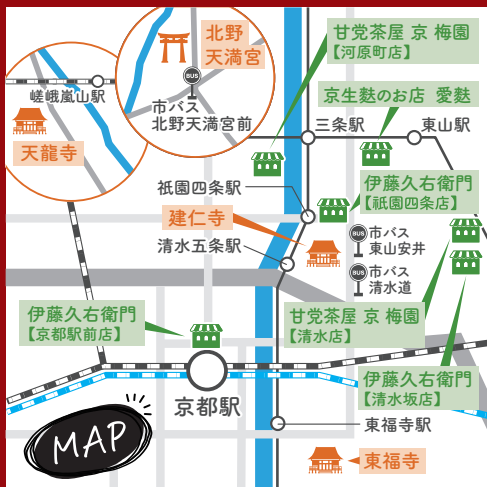 北野
天満宮
BUS
市バス
北野天満宮前
嵯峨嵐山駅
天龍寺
甘党茶屋 京 梅園
【河原町店】
京生麩のお店 愛麩
三条駅
東山駅
祇園四条駅
伊藤久右衛門
【祇園四条店】
建仁寺
BUS
市バス
東山安井
清水五条駅
BUS
市バス
清水道
甘党茶屋 京 梅園
【清水店】
伊藤久右衛門
【京都駅前店】
伊藤久右衛門
【清水坂店】
京都駅
東福寺駅
MAP
東福寺